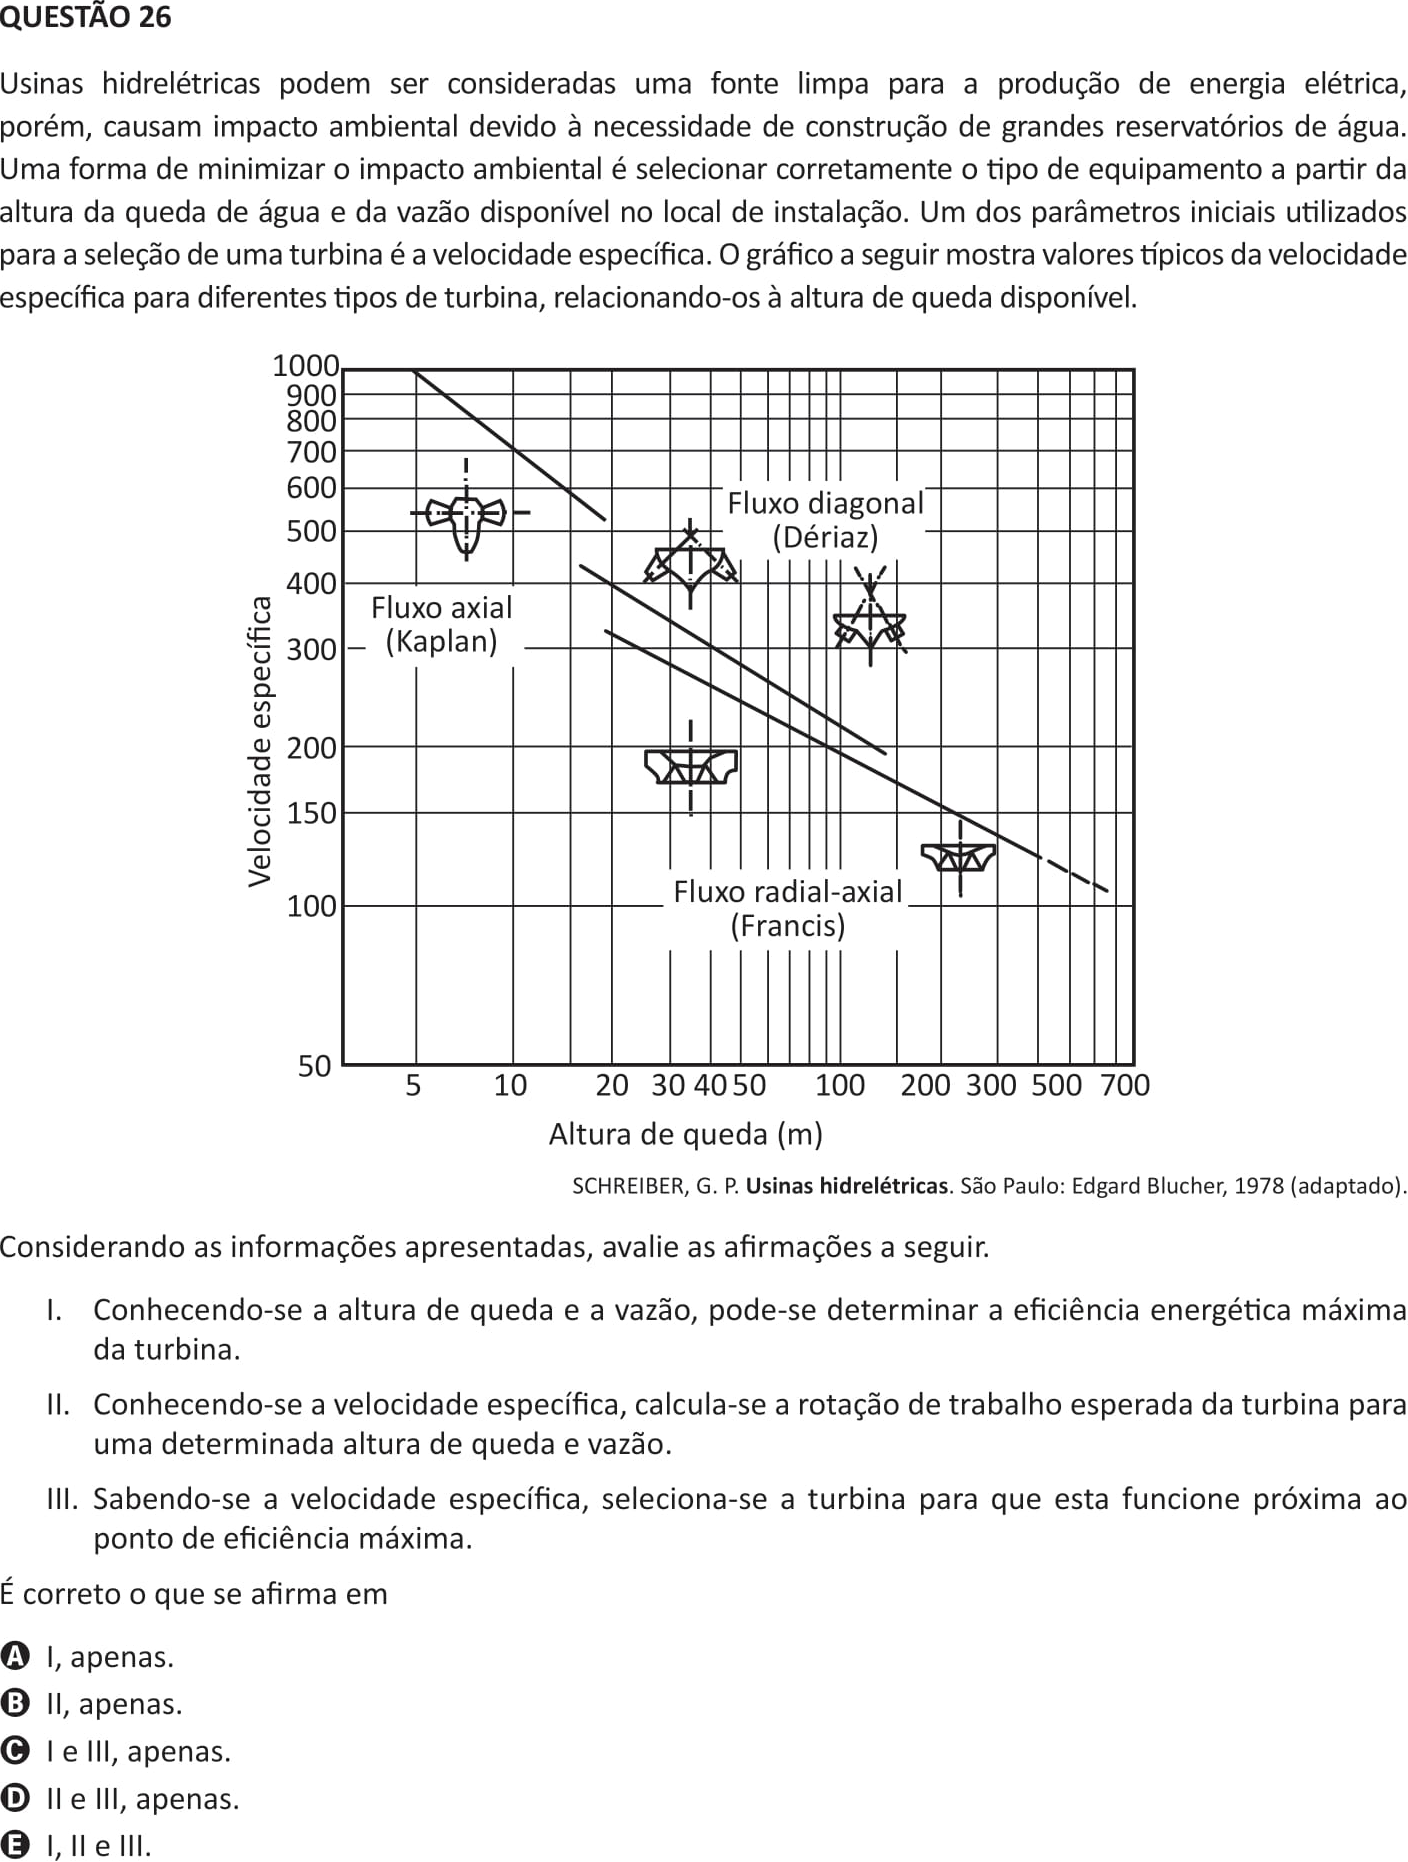 QUESTÃO 26
Usinas hidrelétricas podem ser consideradas uma fonte limpa para a produção de energia elétrica,
porém, causam impacto ambiental devido à necessidade de construção de grandes reservatórios de água.
Uma forma de minimizar o impacto ambiental é selecionar corretamente o tipo de equipamento a partir da
altura da queda de água e da vazão disponível no local de instalação. Um dos parâmetros iniciais utilizados
para a seleção de uma turbina é a velocidade específica. O gráfico a seguir mostra valores típicos da velocidade
específica para diferentes tipos de turbina, relacionando-os à altura de queda disponível.
1000
900
800
700
600
500
400
300
200
150
100
50
Velocidade específica
Fluxo diagonal
(Dériaz)
Fluxo axial
(Kaplan)
Fluxo radial-axial
(Francis)
5 10 20 30 40 50 100 200 300 500 700
Altura de queda (m)
SCHREIBER, G. P. Usinas hidrelétricas. São Paulo: Edgard Blucher, 1978 (adaptado).
Considerando as informações apresentadas, avalie as afirmações a seguir.
I. Conhecendo-se a altura de queda e a vazão, pode-se determinar a eficiência energética máxima
da turbina.
II. Conhecendo-se a velocidade específica, calcula-se a rotação de trabalho esperada da turbina para
uma determinada altura de queda e vazão.
III. Sabendo-se a velocidade específica, seleciona-se a turbina para que esta funcione próxima ao
ponto de eficiência máxima.
É correto o que se afirma em
A I, apenas.
B II, apenas.
C I e III, apenas.
D II e III, apenas.
E I, II e III.